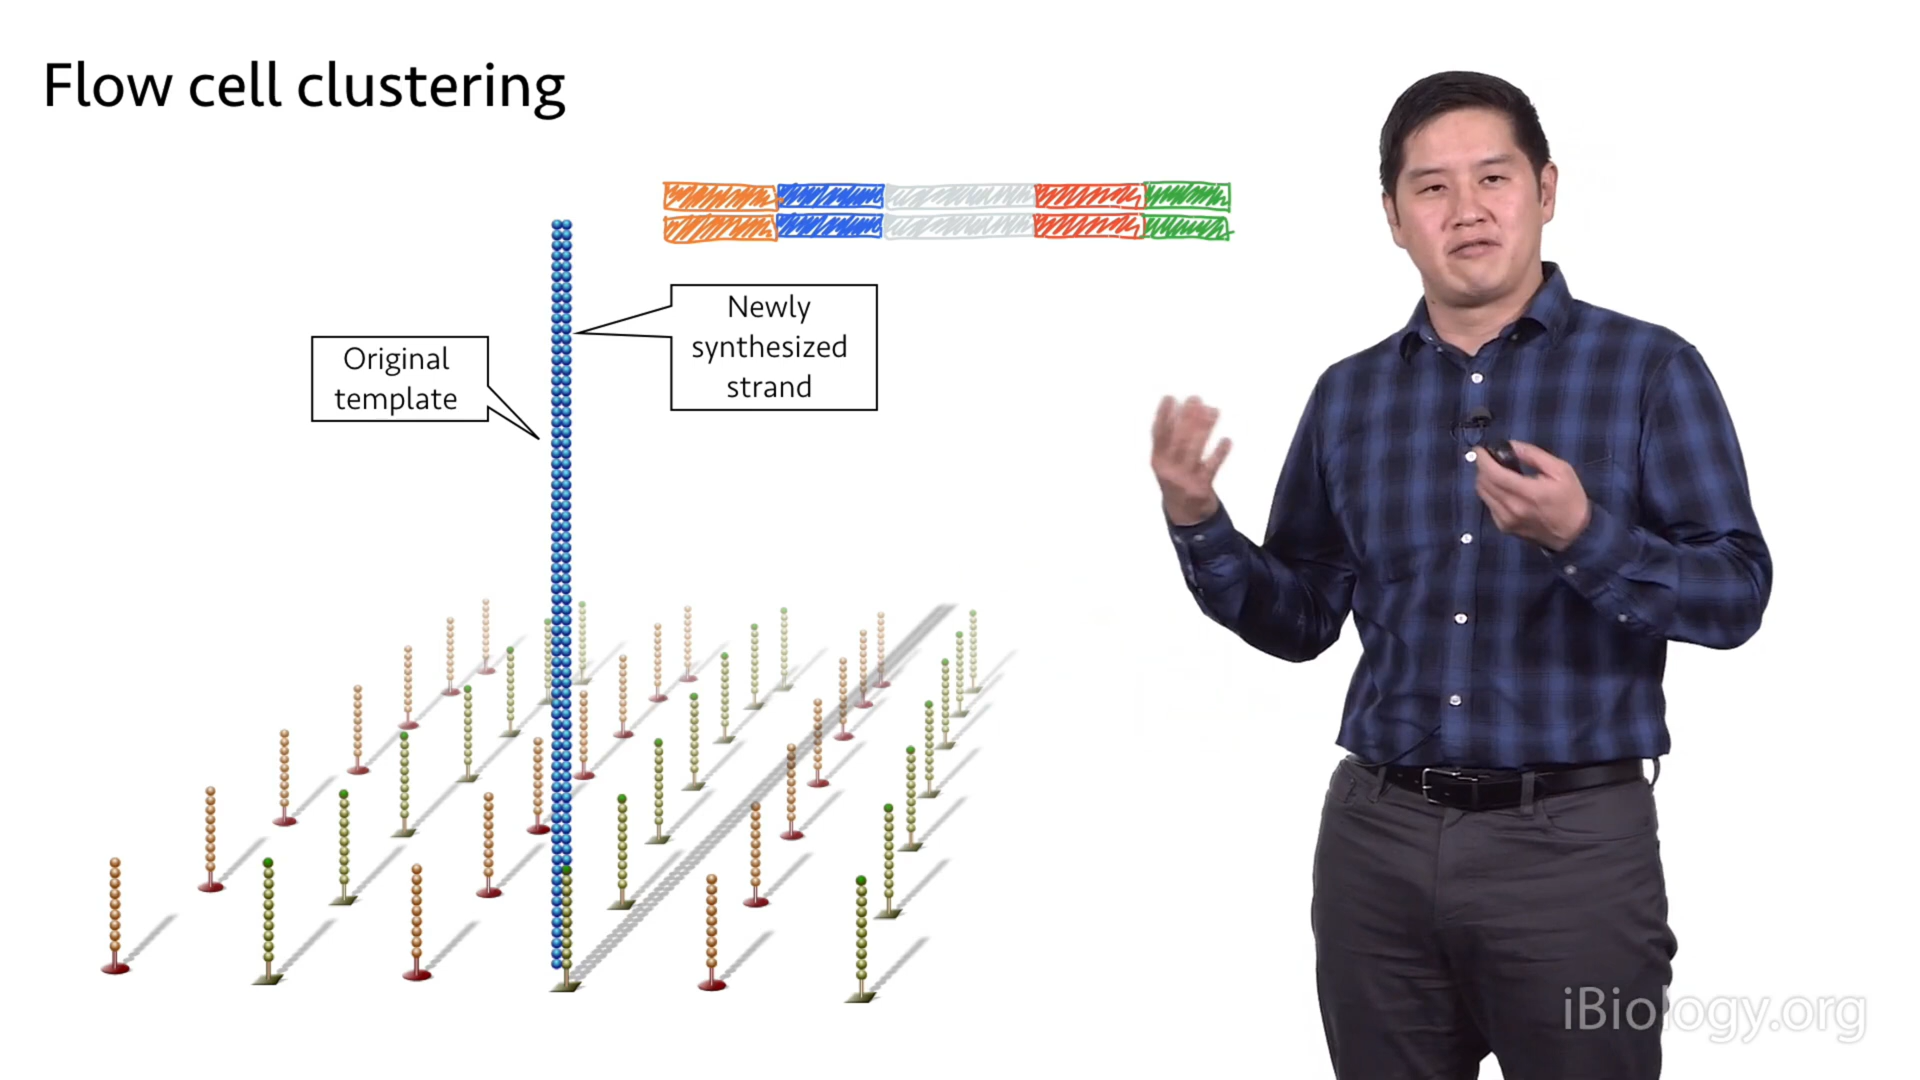 Flow cell clustering
Original
template
Newly
synthesized
strand
iBiology.org